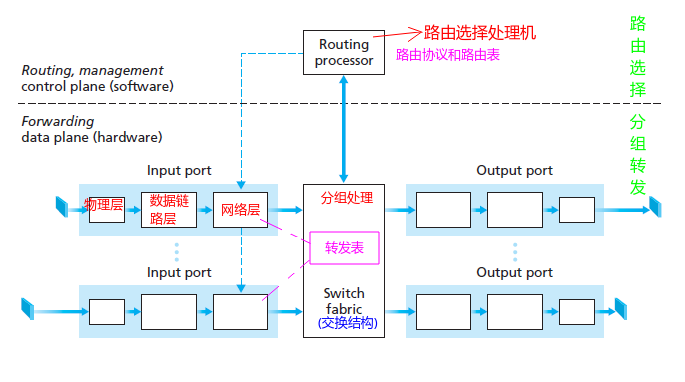 Routing
processor
路由选择处理机
路由协议和路由表
路由选择
Routing, management
control plane (software)
Forwarding
data plane (hardware)
分组转发
Input port
Output port
物理层
数据链
路层
网络层
分组处理
转发表
Input port
Output port
Switch
fabric
(交换结构)